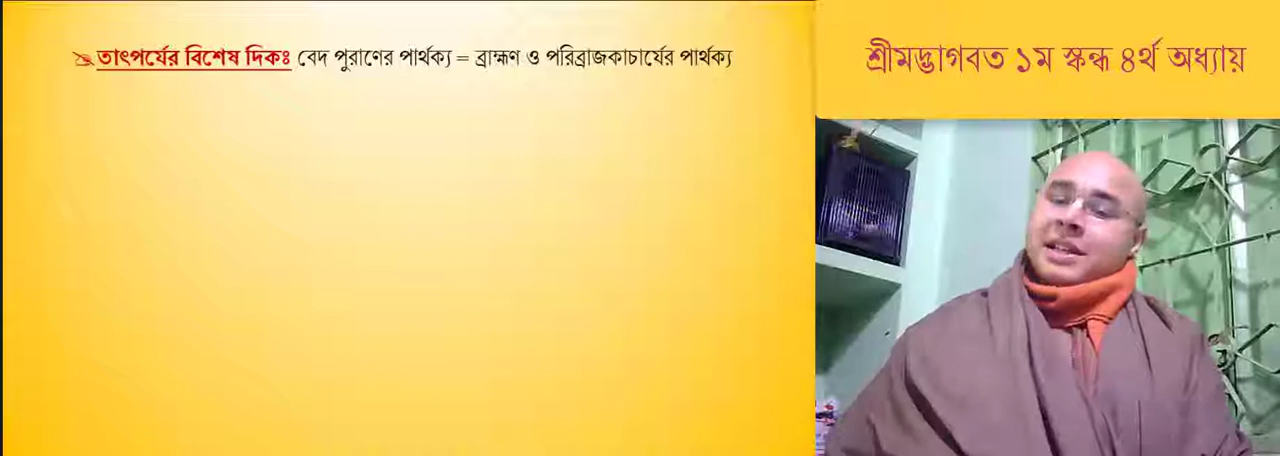 তাৎপর্যের বিশেষ দিকঃ বেদ পুরাণের পার্থক্য = ব্রাহ্মণ ও পরিব্রাজকাচার্যের পার্থক্য
শ্রীমদ্ভাগবত ১ম স্কন্ধ ৪র্থ অধ্যায়